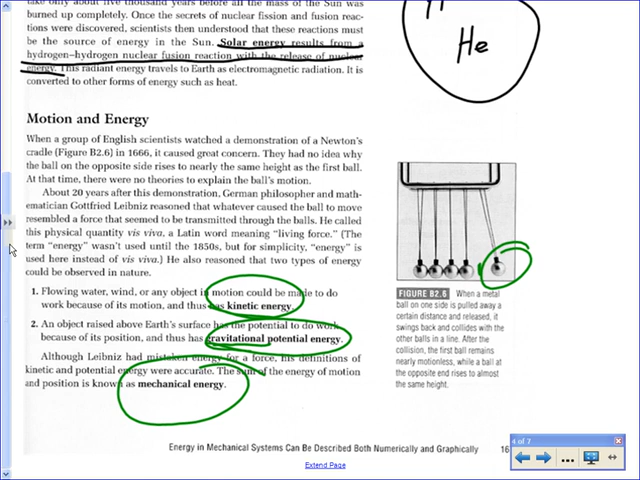 take only about five thousand years before all the mass of the Sun was
burned up completely. Once the secrets of nuclear fission and fusion reac-
tions were discovered, scientists then understood that these reactions must
be the source of energy in the Sun. Solar energy results from a
hydrogen–hydrogen nuclear fusion reaction with the release of nuclear
energy. This radiant energy travels to Earth as electromagnetic radiation. It is
converted to other forms of energy such as heat.
He
Motion and Energy
When a group of English scientists watched a demonstration of a Newton's
cradle (Figure B2.6) in 1666, it caused great concern. They had no idea why
the ball on the opposite side rises to nearly the same height as the first ball.
At that time, there were no theories to explain the ball's motion.
About 20 years after this demonstration, German philosopher and math-
ematician Gottfried Leibniz reasoned that whatever caused the ball to
move resembled a force that seemed to be transmitted through the balls. He called
this physical quantity vis viva, a Latin word meaning "living force." (The
term "energy" wasn't used until the 1850s, but for simplicity, "energy" is
used here instead of vis viva.) He also reasoned that two types of energy
could be observed in nature.
1. Flowing water, wind, or any object in motion could be made to do
work because of its motion, and thus has kinetic energy.
2. An object raised above Earth's surface has the potential to do work
because of its position, and thus has gravitational potential energy.
Although Leibniz had mistaken energy for a force, his definitions of
kinetic and potential energy were accurate. The sum of the energy of motion
and position is known as mechanical energy.
FIGURE B2.6 When a metal
ball on one side is pulled away a
certain distance and released, it
swings back and collides with the
other balls in a line. After the
collision, the first ball remains
nearly motionless, while a ball at
the opposite end rises to almost
the same height.
Energy in Mechanical Systems Can Be Described Both Numerically and Graphically
Extend Page
4 of 7